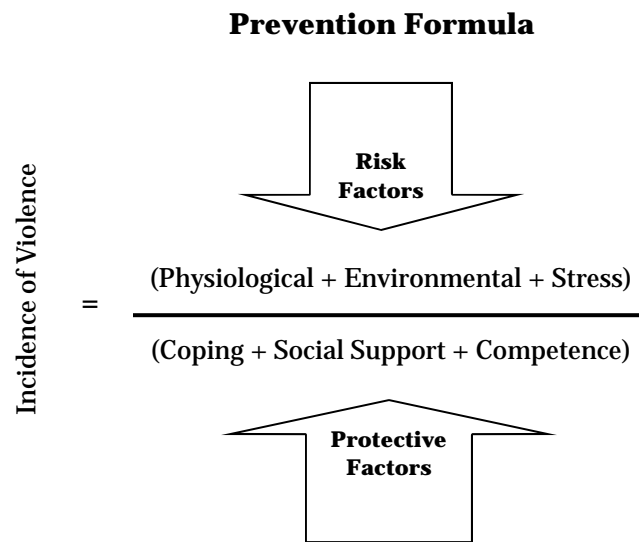 Prevention Formula
Risk
Factors
Incidence of Violence
=
(Physiological + Environmental + Stress)
(Coping + Social Support + Competence)
Protective
Factors